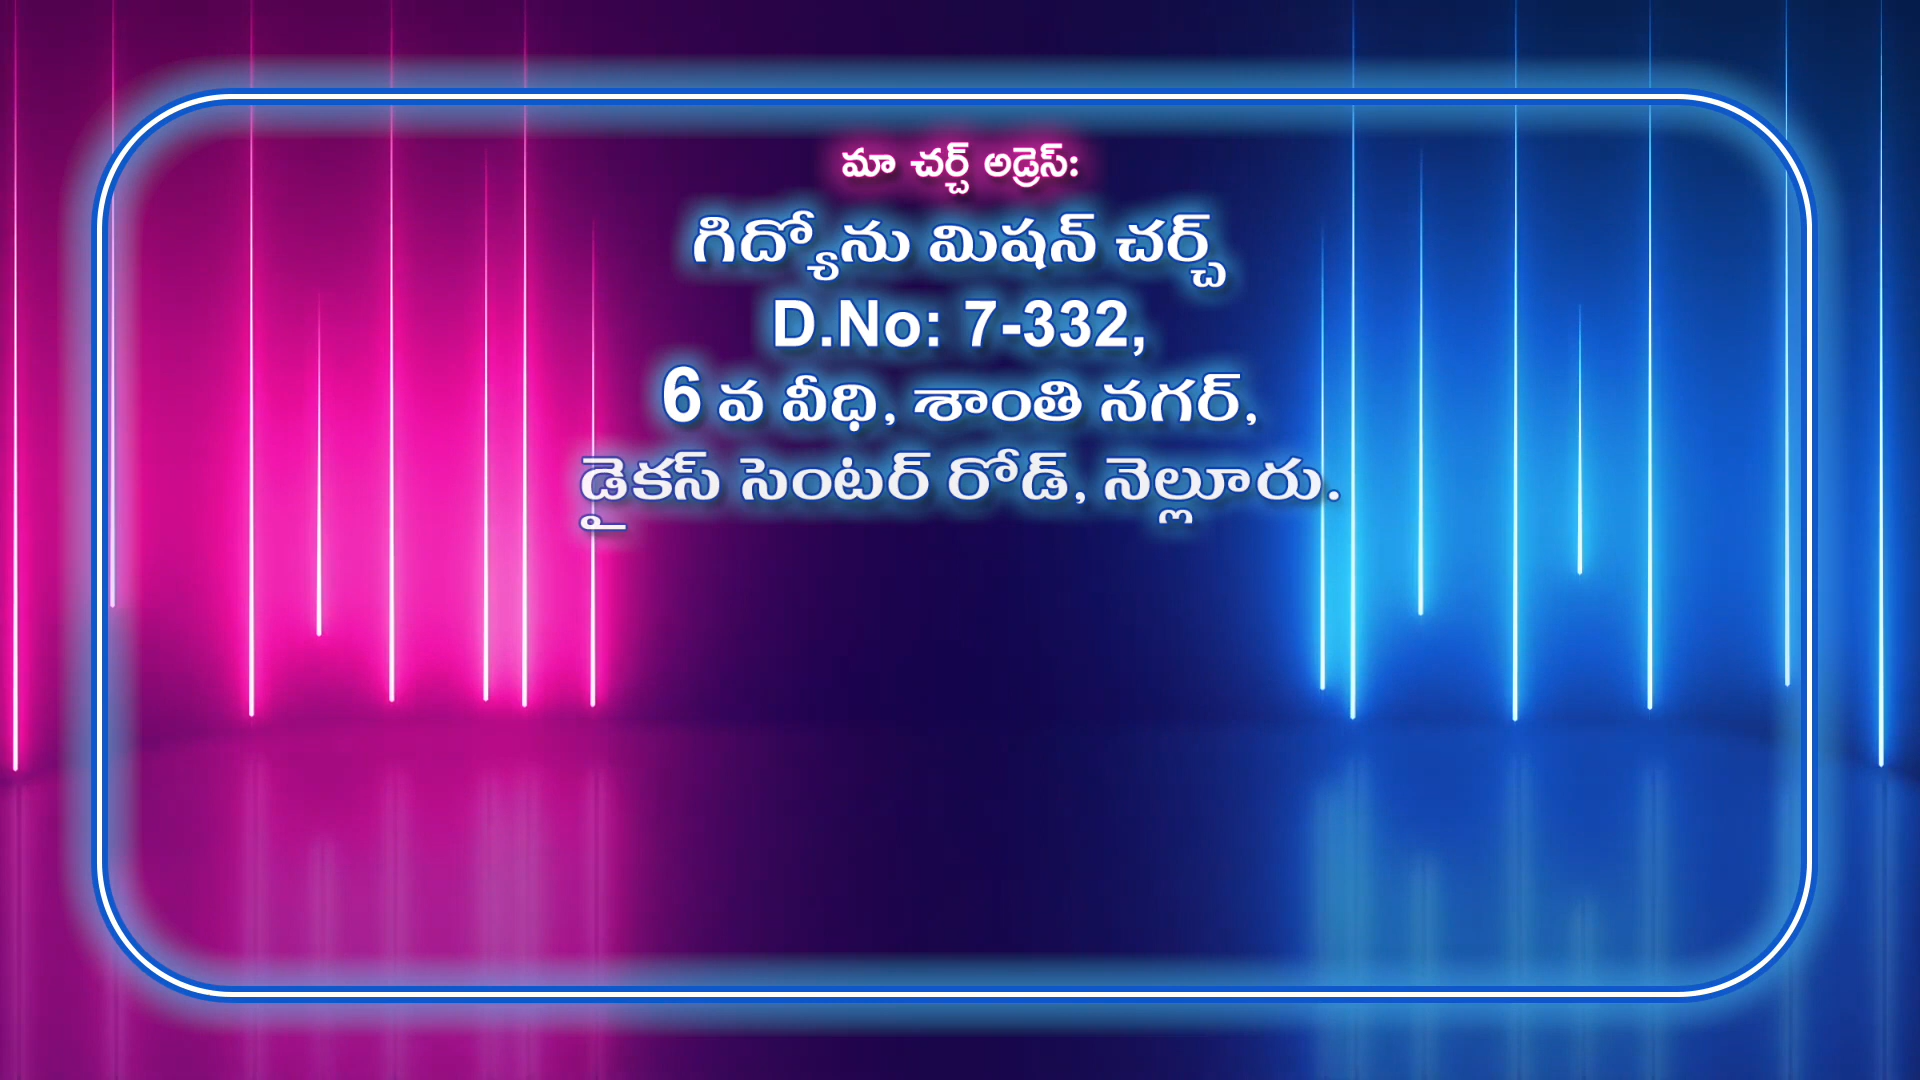 మా చర్చ్ అడ్రెస్:
గిద్యోను మిషన్ చర్చ్
D.No: 7-332,
6 వ వీధి, శాంతి నగర్,
డైకస్ సెంటర్ రోడ్, నెల్లూరు.